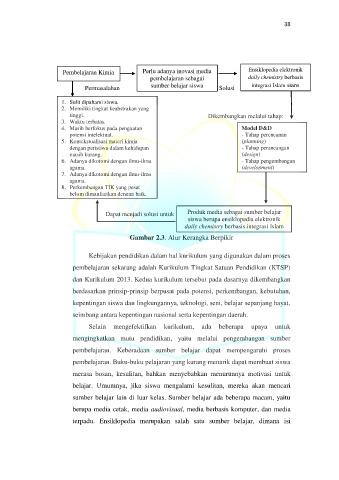 38
Pembelajaran Kimia
Perlu adanya inovasi media
pembelajaran sebagai
sumber belajar siswa
Ensiklopedia elektronik
daily chemistry berbasis
integrasi Islam sains
Permasalahan
Solusi
1. Sulit dipahami siswa.
2. Memiliki tingkat keabstrakan yang
tinggi.
3. Waktu terbatas.
4. Masih berfokus pada penguatan
potensi intelektual.
5. Kontekstualisasi materi kimia
dengan peristiwa dalam kehidupan
masih kurang.
6. Adanya dikotomi dengan ilmu-ilmu
agama.
7. Adanya dikotomi dengan ilmu-ilmu
agama.
8. Perkembangan TIK yang pesat
belum dimanfaatkan dengan baik.
Dikembangkan melalui tahap:
Model D&D
- Tahap perencanaan
(planning)
- Tahap perancangan
(design)
- Tahap pengembangan
(development)
Dapat menjadi solusi untuk
Produk media sebagai sumber belajar
siswa berupa ensiklopedia elektronik
daily chemistry berbasis integrasi Islam
Gambar 2.3. Alur Kerangka Berpikir
Kebijakan pendidikan dalam hal kurikulum yang digunakan dalam proses
pembelajaran sekarang adalah Kurikulum Tingkat Satuan Pendidikan (KTSP)
dan Kurikulum 2013. Kedua kurikulum tersebut pada dasarnya dikembangkan
berdasarkan prinsip-prinsip berpusat pada potensi, perkembangan, kebutuhan,
kepentingan siswa dan lingkungannya, teknologi, seni, belajar sepanjang hayat,
seimbang antara kepentingan nasional serta kepentingan daerah.
Selain mengefektifkan kurikulum, ada beberapa upaya untuk
mengingkatkan mutu pendidikan, yaitu melalui pengembangan sumber
pembelajaran. Keberadaan sumber belajar dapat mempengaruhi proses
pembelajaran. Buku-buku pelajaran yang kurang menarik dapat membuat siswa
merasa bosan, kesulitan, bahkan menyebabkan menurunnya motivasi untuk
belajar. Umumnya, jika siswa mengalami kesulitan, mereka akan mencari
sumber belajar lain di luar kelas. Sumber belajar ada beberapa macam, yaitu
berupa media cetak, media audiovisual, media berbasis komputer, dan media
terpadu. Ensiklopedia merupakan salah satu sumber belajar, dimana isi